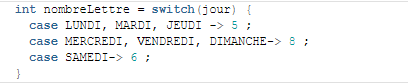 int nombreLettre = switch(jour) {
case LUNDI, MARDI, JEUDI -> 5 ;
case MERCREDI, VENDREDI, DIMANCHE-> 8 ;
case SAMEDI-> 6 ;
}